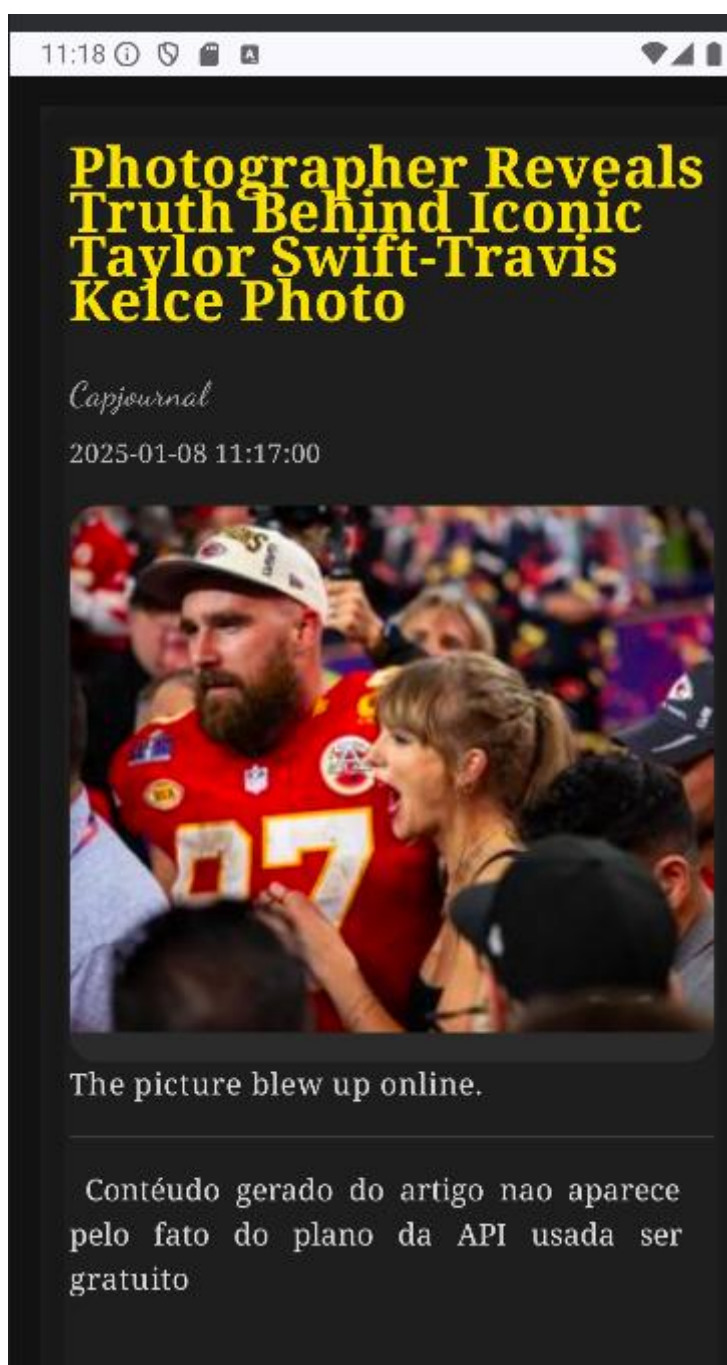 11:18
Photographer Reveals
Truth Behind Iconic
Taylor Swift-Travis
Kelce Photo
Capjournal
2025-01-08 11:17:00
87
The picture blew up online.
Contéudo gerado do artigo nao aparece
pelo fato do plano da API usada ser
gratuito